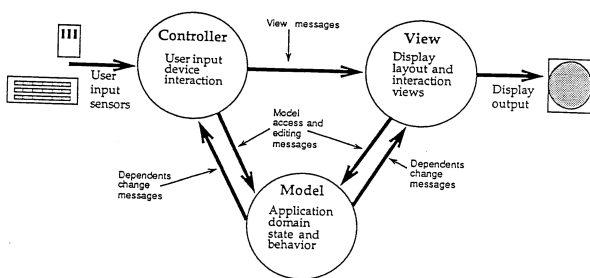 View messages
Controller
User input
device
interaction
View
Display
layout and
interaction
views
User
input
sensors
Display
output
Model
access and
editing
messages
Dependents
change
messages
Dependents
change
messages
Model
Application
domain
state and
behavior